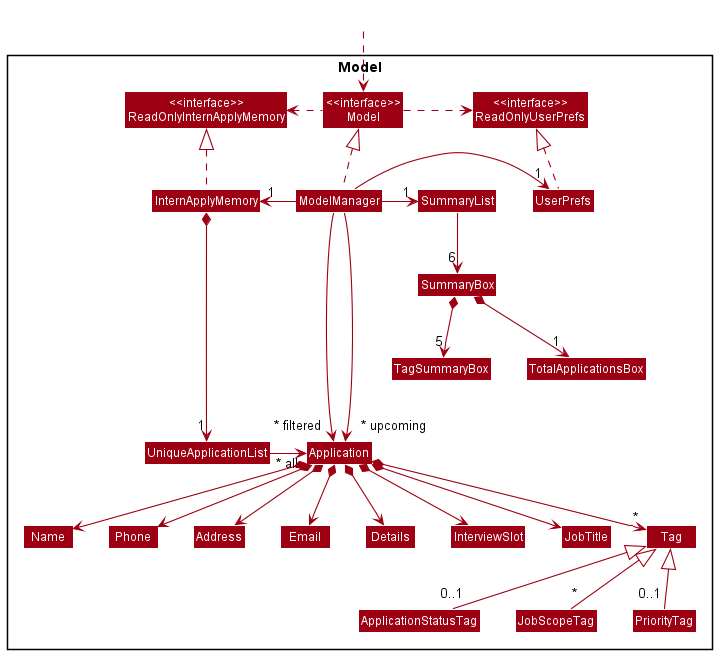 Model
<<interface>>
ReadOnlyInternApplyMemory
<<interface>>
Model
<<interface>>
ReadOnlyUserPrefs
1
1
1
InternApplyMemory
ModelManager
SummaryList
UserPrefs
6
SummaryBox
5
1
TagSummaryBox
TotalApplicationsBox
1
* filtered
* upcoming
UniqueApplicationList
Application
* all
*
Name
Phone
Address
Email
Details
InterviewSlot
JobTitle
Tag
0..1
*
0..1
ApplicationStatusTag
JobScopeTag
PriorityTag